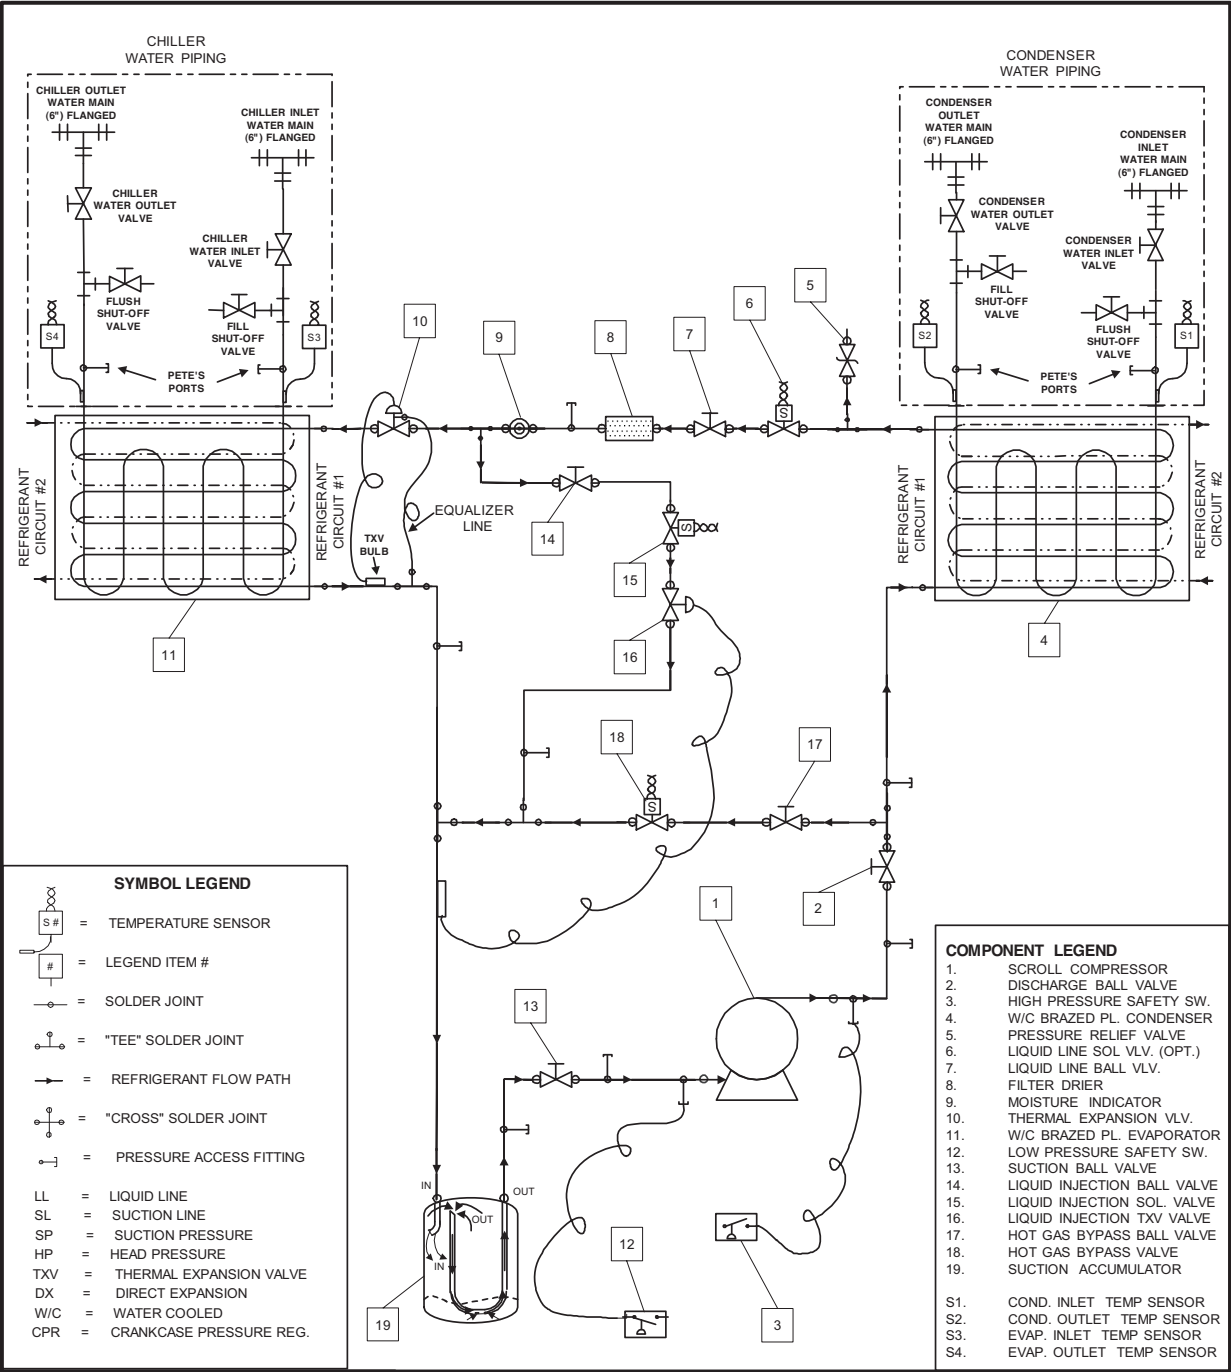 CHILLER
WATER PIPING
CHILLER OUTLET
WATER MAIN
(6") FLANGED
CHILLER INLET
WATER MAIN
(6") FLANGED
CHILLER
WATER OUTLET
VALVE
CHILLER
WATER INLET
VALVE
FLUSH
SHUT-OFF
VALVE
FILL
SHUT-OFF
VALVE
S4
S3
PETE'S
PORTS
CONDENSER
WATER PIPING
CONDENSER
OUTLET
WATER MAIN
(6") FLANGED
CONDENSER
INLET
WATER MAIN
(6") FLANGED
CONDENSER
WATER OUTLET
VALVE
CONDENSER
WATER INLET
VALVE
FILL
SHUT-OFF
VALVE
FLUSH
SHUT-OFF
VALVE
S2
S1
PETE'S
PORTS
10
9
8
7
6
5
S
REFRIGERANT
CIRCUIT #2
REFRIGERANT
CIRCUIT #1
TXV
BULB
EQUALIZER
LINE
14
S
15
16
REFRIGERANT
CIRCUIT #1
REFRIGERANT
CIRCUIT #2
11
4
18
S
17
2
1
13
IN
OUT
OUT
IN
19
12
3
SYMBOL LEGEND
S # = TEMPERATURE SENSOR
# = LEGEND ITEM #
= SOLDER JOINT
= "TEE" SOLDER JOINT
= REFRIGERANT FLOW PATH
= "CROSS" SOLDER JOINT
= PRESSURE ACCESS FITTING
LL = LIQUID LINE
SL = SUCTION LINE
SP = SUCTION PRESSURE
HP = HEAD PRESSURE
TXV = THERMAL EXPANSION VALVE
DX = DIRECT EXPANSION
W/C = WATER COOLED
CPR = CRANKCASE PRESSURE REG.
COMPONENT LEGEND
1. SCROLL COMPRESSOR
2. DISCHARGE BALL VALVE
3. HIGH PRESSURE SAFETY SW.
4. W/C BRAZED PL. CONDENSER
5. PRESSURE RELIEF VALVE
6. LIQUID LINE SOL VLV. (OPT.)
7. LIQUID LINE BALL VLV.
8. FILTER DRIER
9. MOISTURE INDICATOR
10. THERMAL EXPANSION VLV.
11. W/C BRAZED PL. EVAPORATOR
12. LOW PRESSURE SAFETY SW.
13. SUCTION BALL VALVE
14. LIQUID INJECTION BALL VALVE
15. LIQUID INJECTION SOL. VALVE
16. LIQUID INJECTION TXV VALVE
17. HOT GAS BYPASS BALL VALVE
18. HOT GAS BYPASS VALVE
19. SUCTION ACCUMULATOR
S1. COND. INLET TEMP SENSOR
S2. COND. OUTLET TEMP SENSOR
S3. EVAP. INLET TEMP SENSOR
S4. EVAP. OUTLET TEMP SENSOR